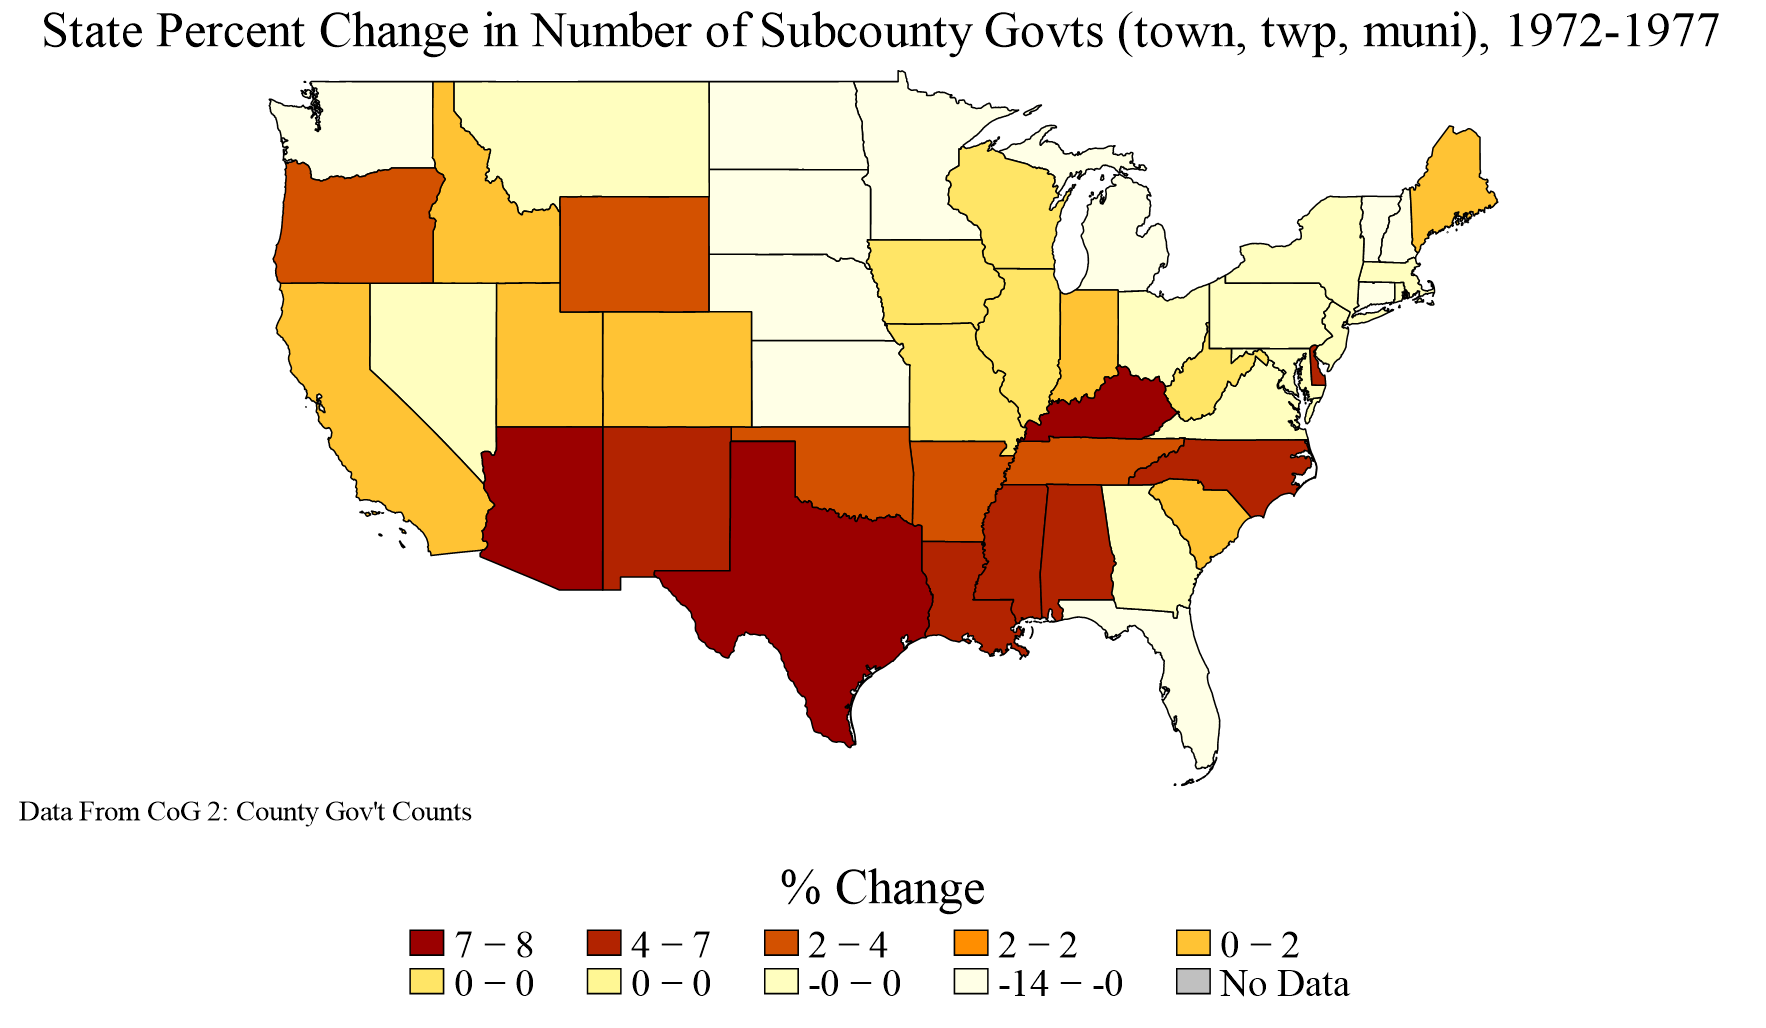 State Percent Change in Number of Subcounty Govts (town, twp, muni), 1972-1977
Data From CoG 2: County Gov't Counts
% Change
7 – 8 4 – 7 2 – 4 2 – 2 0 – 2
0 – 0 0 – 0 -0 – 0 -14 – -0 No Data